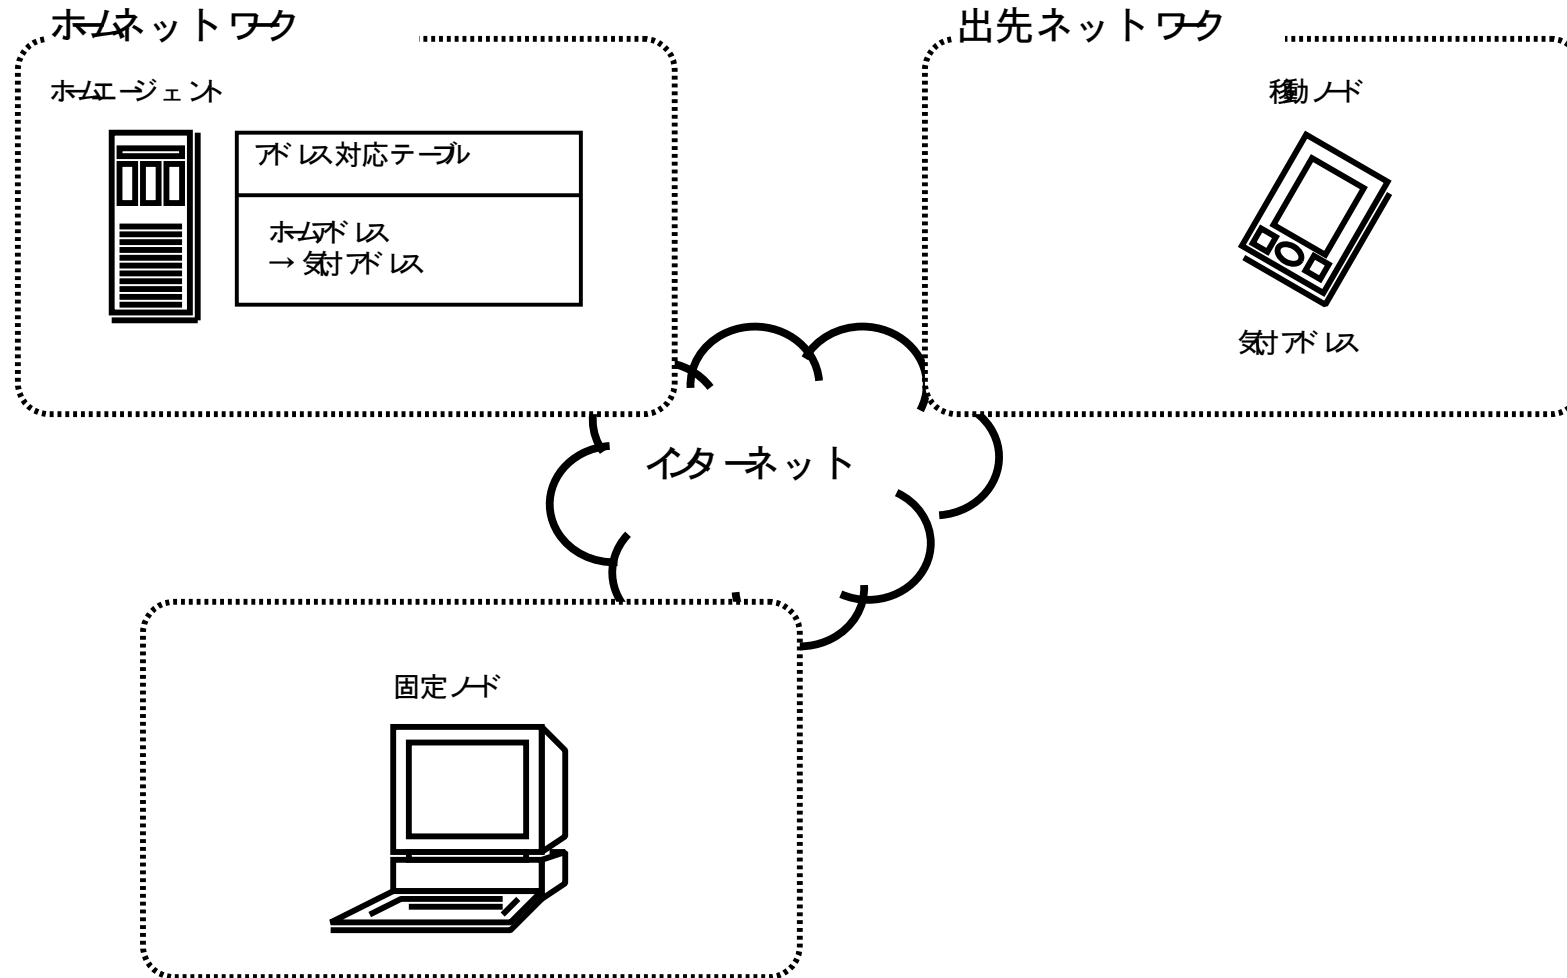 ホームネットワーク
出先ネットワーク
ホームエージェント
移動ノード
アドレス対応テーブル
ホームアドレス
→ 気付アドレス
気付アドレス
インターネット
固定ノード